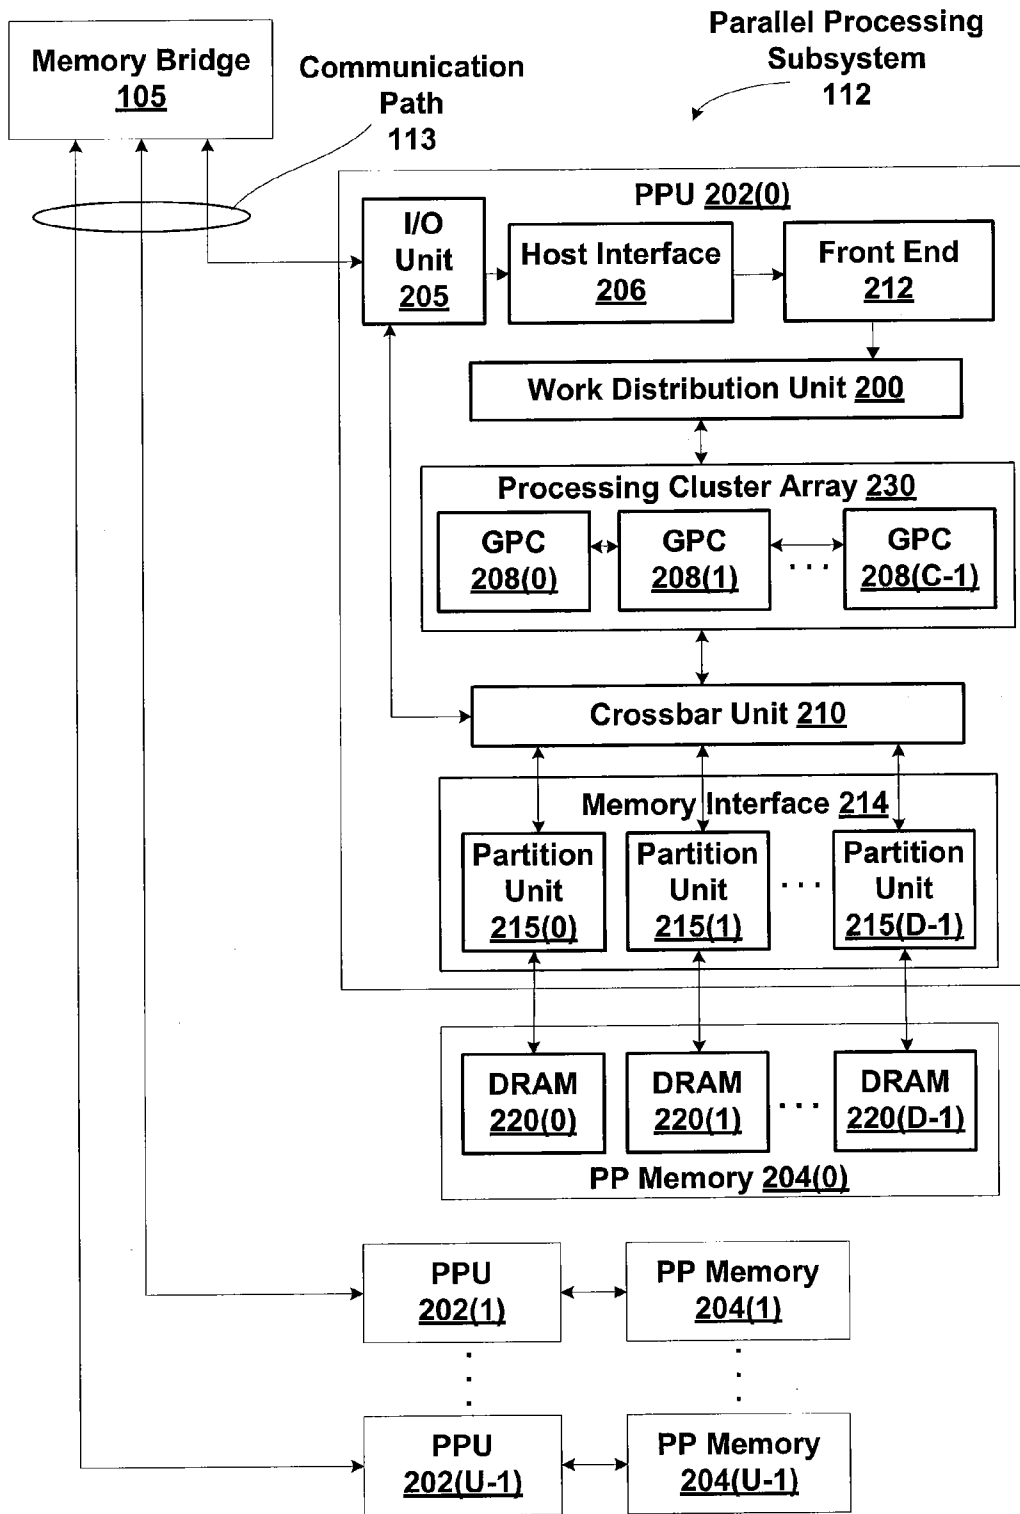 Parallel Processing
Subsystem
112
Memory Bridge
105
Communication
Path
113
PPU 202(0)
I/O
Unit
205
Host Interface
206
Front End
212
Work Distribution Unit 200
Processing Cluster Array 230
GPC
208(0)
GPC
208(1)
. . .
GPC
208(C-1)
Crossbar Unit 210
Memory Interface 214
Partition
Unit
215(0)
Partition
Unit
215(1)
. . .
Partition
Unit
215(D-1)
DRAM
220(0)
DRAM
220(1)
. . .
DRAM
220(D-1)
PP Memory 204(0)
PPU
202(1)
PP Memory
204(1)
PPU
202(U-1)
PP Memory
204(U-1)